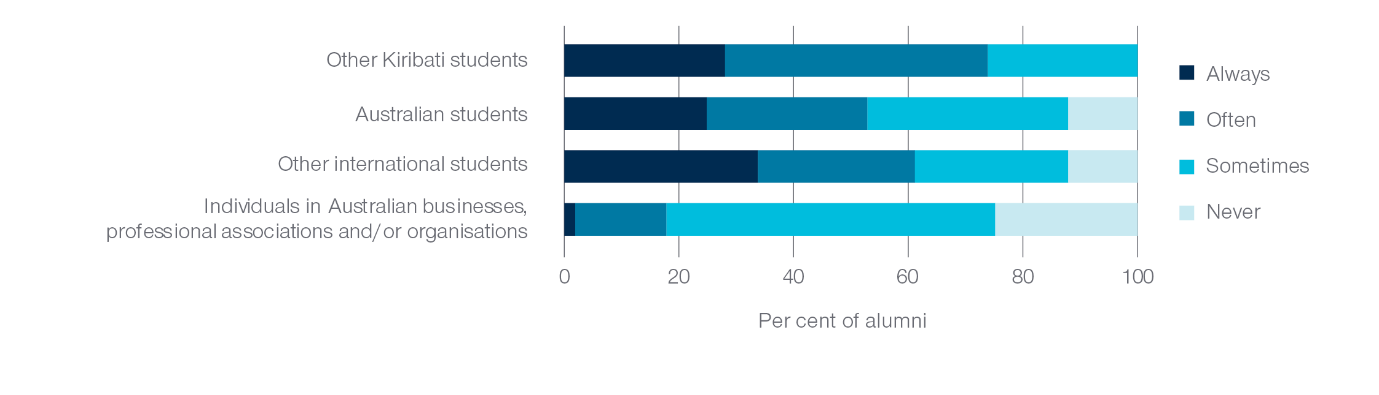 Other Kiribati students
Australian students
Other international students
Individuals in Australian businesses,
professional associations and/or organisations
0 20 40 60 80 100
Per cent of alumni
Always
Often
Sometimes
Never